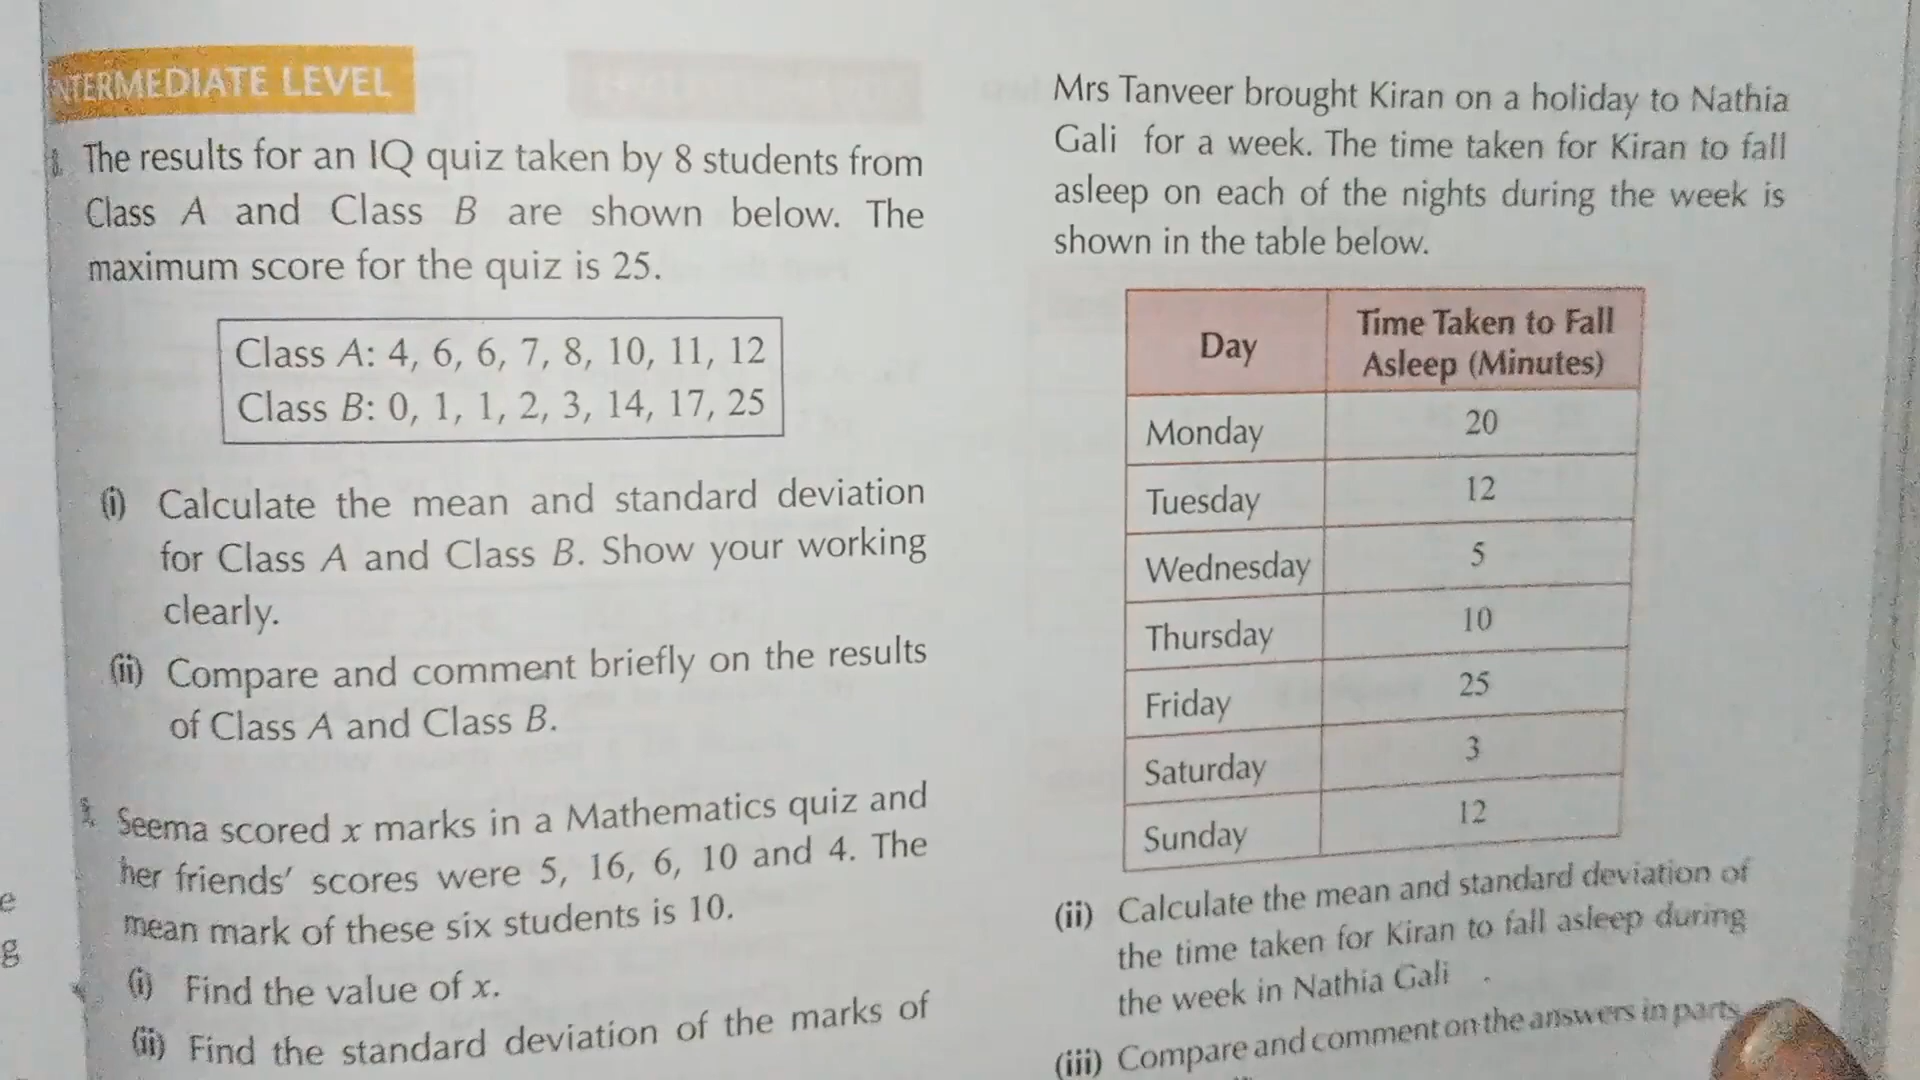 INTERMEDIATE LEVEL
The results for an IQ quiz taken by 8 students from
Class A and Class B are shown below. The
maximum score for the quiz is 25.
Class A: 4, 6, 6, 7, 8, 10, 11, 12
Class B: 0, 1, 1, 2, 3, 14, 17, 25
(i) Calculate the mean and standard deviation
for Class A and Class B. Show your working
clearly.
(ii) Compare and comment briefly on the results
of Class A and Class B.
Seema scored x marks in a Mathematics quiz and
her friends' scores were 5, 16, 6, 10 and 4. The
mean mark of these six students is 10.
(i) Find the value of x.
(ii) Find the standard deviation of the marks of
e
g
Mrs Tanveer brought Kiran on a holiday to Nathia
Gali for a week. The time taken for Kiran to fall
asleep on each of the nights during the week is
shown in the table below.
Day Time Taken to Fall
Asleep (Minutes)
Monday 20
Tuesday 12
Wednesday 5
Thursday 10
Friday 25
Saturday 3
Sunday 12
(ii) Calculate the mean and standard deviation of
the time taken for Kiran to fall asleep during
the week in Nathia Gali .
(iii) Compare and comment on the answers in parts